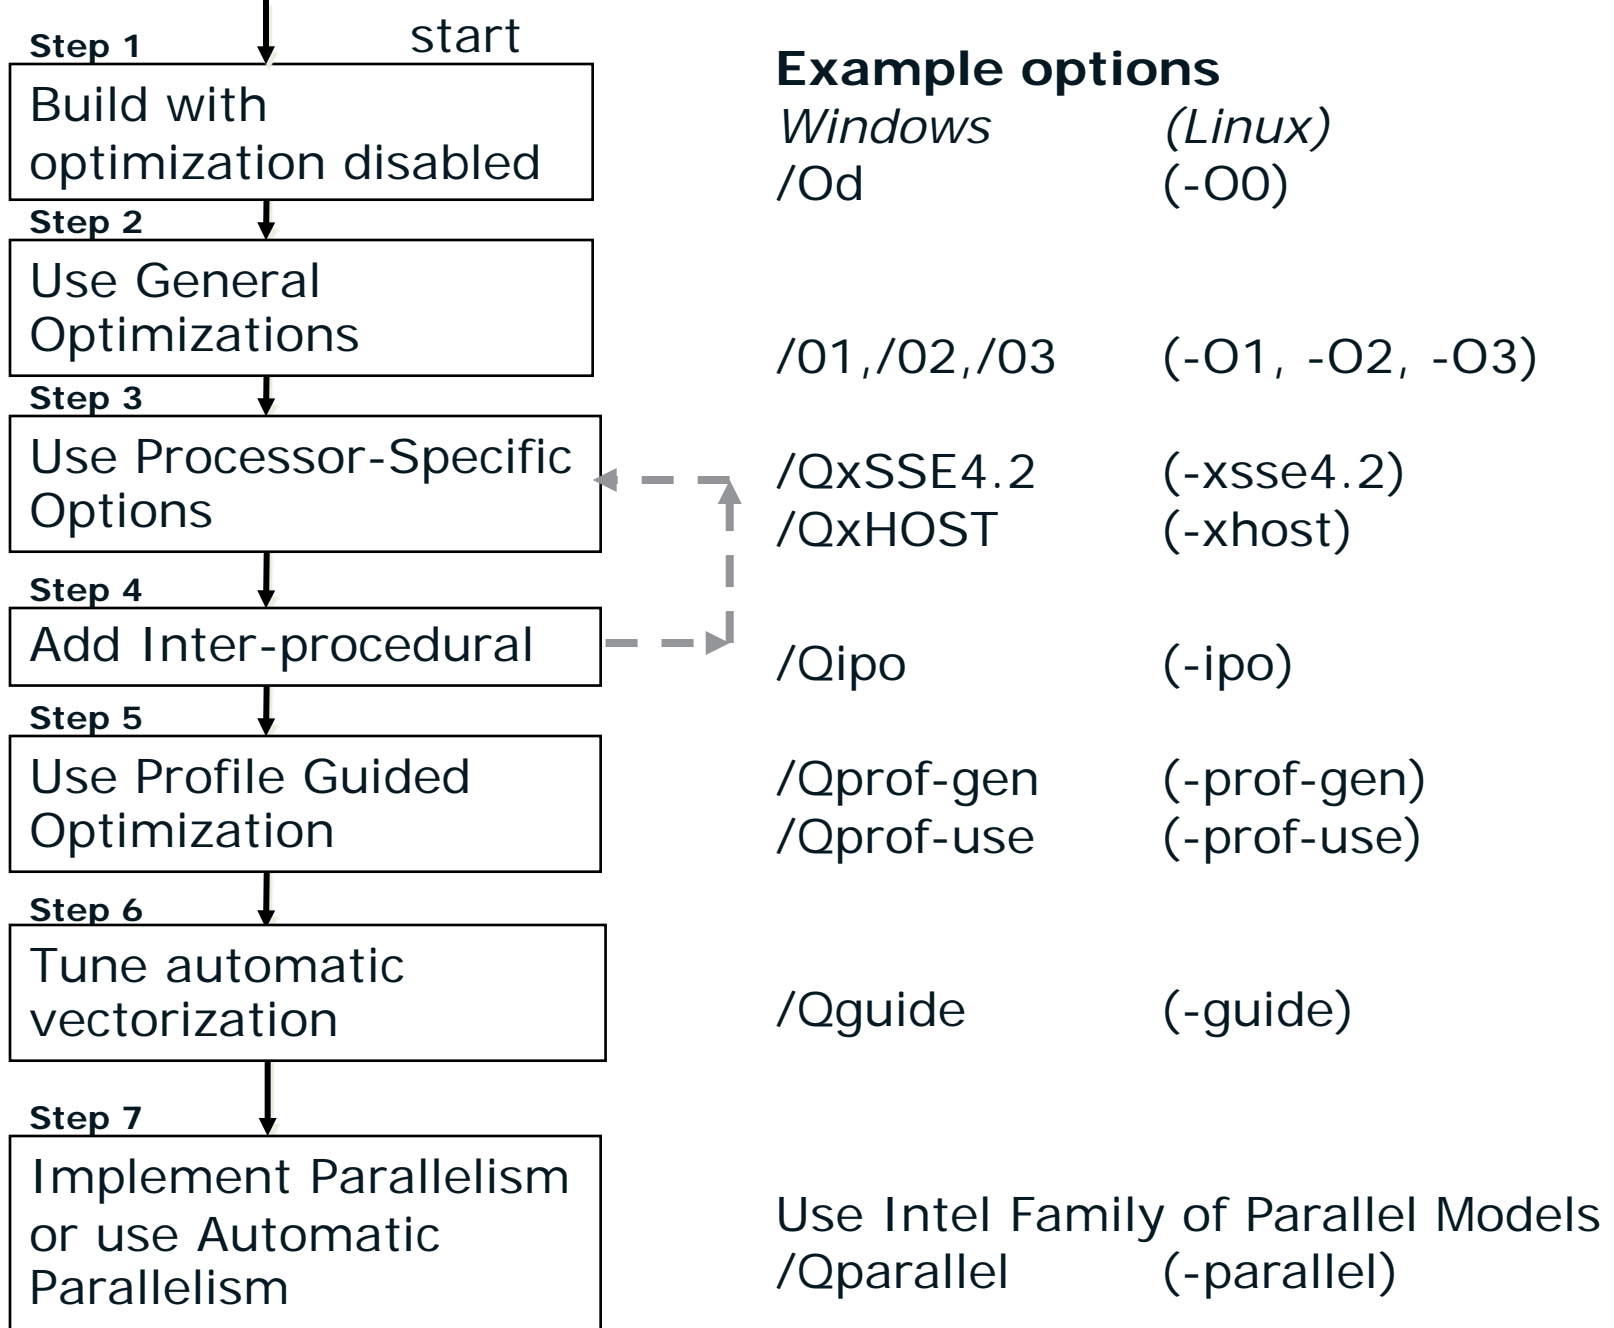 start
Step 1
Build with
optimization disabled
Step 2
Use General
Optimizations
Step 3
Use Processor-Specific
Options
Step 4
Add Inter-procedural
Step 5
Use Profile Guided
Optimization
Step 6
Tune automatic
vectorization
Step 7
Implement Parallelism
or use Automatic
Parallelism
Example options
Windows (Linux)
/Od (-O0)
/01,/02,/03 (-O1, -O2, -O3)
/QxSSE4.2 (-xsse4.2)
/QxHOST (-xhost)
/Qipo (-ipo)
/Qprof-gen (-prof-gen)
/Qprof-use (-prof-use)
/Qguide (-guide)
Use Intel Family of Parallel Models
/Qparallel (-parallel)